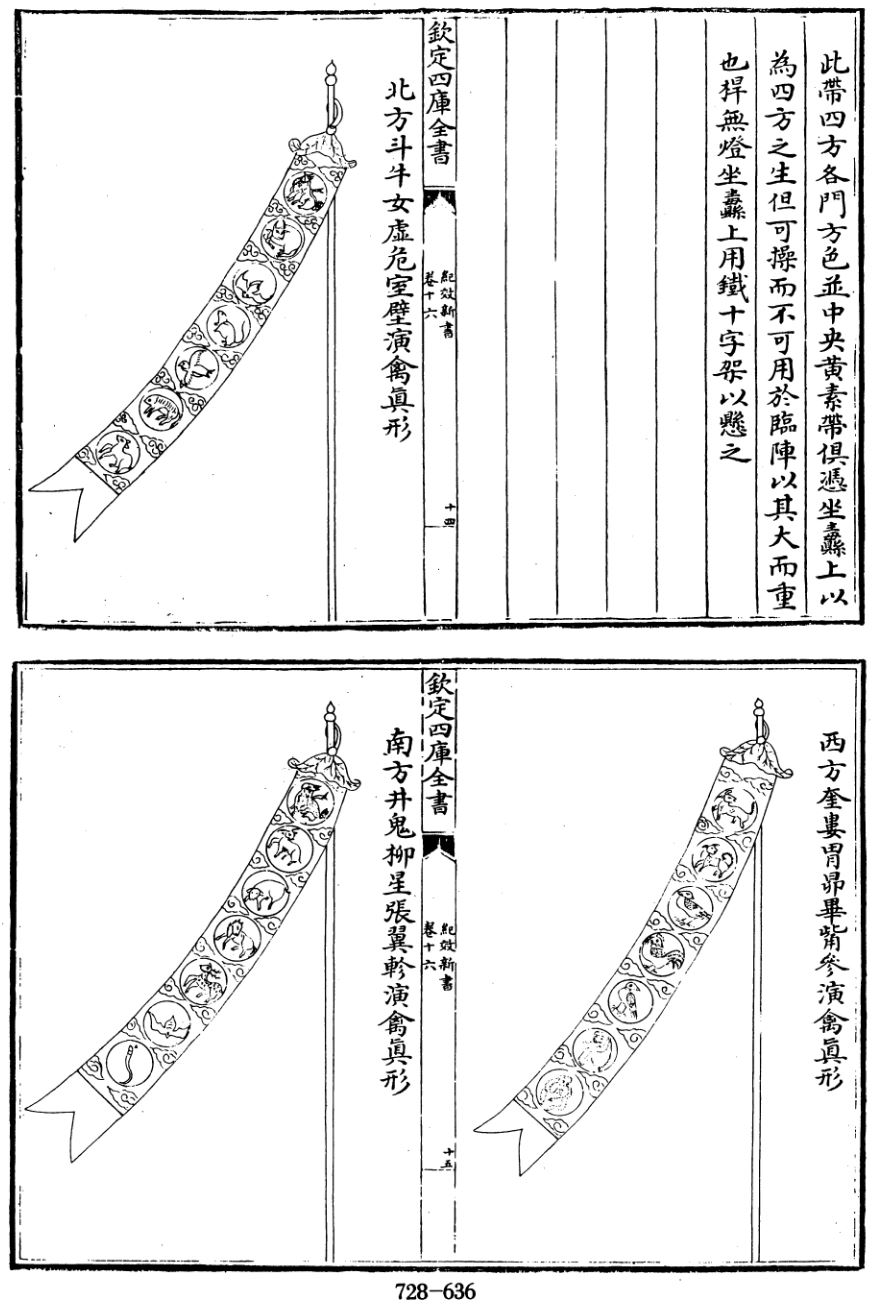 此帶四方各門方色並中央黄素帶俱憑坐纛上以
為四方之生但可操而不可用於臨陣以其大而重
也桿無燈坐纛上用鐵十字架以懸之
欽定四庫全書
紀效新書
卷十六
十四
北方斗牛女虛危室壁演禽真形
西方奎婁胃昴畢觜參演禽真形
欽定四庫全書
紀效新書
卷十六
十五
南方井鬼柳星張翼軫演禽真形
728-636